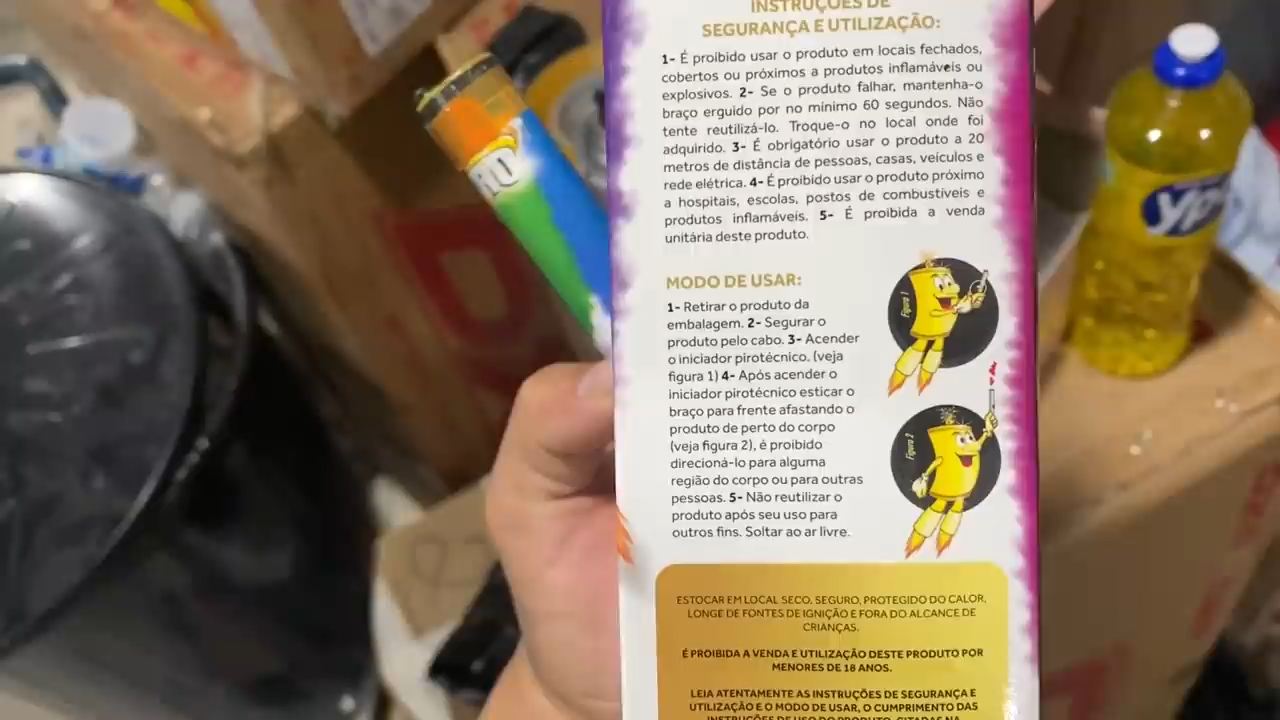 INSTRUÇÕES DE
SEGURANÇA E UTILIZAÇÃO:
1- É proibido usar o produto em locais fechados,
cobertos ou próximos a produtos inflamáveis ou
explosivos. 2- Se o produto falhar, mantenha-o
braço erguido por no mínimo 60 segundos. Não
tente reutilizá-lo. Troque-o no local onde foi
adquirido. 3- É obrigatório usar o produto a 20
metros de distância de pessoas, casas, veículos e
rede elétrica. 4- É proibido usar o produto próximo
a hospitais, escolas, postos de combustíveis e
produtos inflamáveis. 5- É proibida a venda
unitária deste produto.
MODO DE USAR:
1- Retirar o produto da
embalagem. 2- Segurar o
produto pelo cabo. 3- Acender
o iniciador pirotécnico. (veja
figura 1) 4- Após acender o
iniciador pirotécnico esticar o
braço para frente afastando o
produto de perto do corpo
(veja figura 2), é proibido
direcioná-lo para alguma
região do corpo ou para outras
pessoas. 5- Não reutilizar o
produto após seu uso para
outros fins. Soltar ao ar livre.
Figura 1
Figura 2
ESTOCAR EM LOCAL SECO, SEGURO, PROTEGIDO DO CALOR,
LONGE DE FONTES DE IGNIÇÃO E FORA DO ALCANCE DE
CRIANÇAS.
É PROIBIDA A VENDA E UTILIZAÇÃO DESTE PRODUTO POR
MENORES DE 18 ANOS.
LEIA ATENTAMENTE AS INSTRUÇÕES DE SEGURANÇA E
UTILIZAÇÃO E O MODO DE USAR, O CUMPRIMENTO DAS
INSTRUÇÕES DE USO DO PRODUTO, CITADAS NA
RIO
ypê